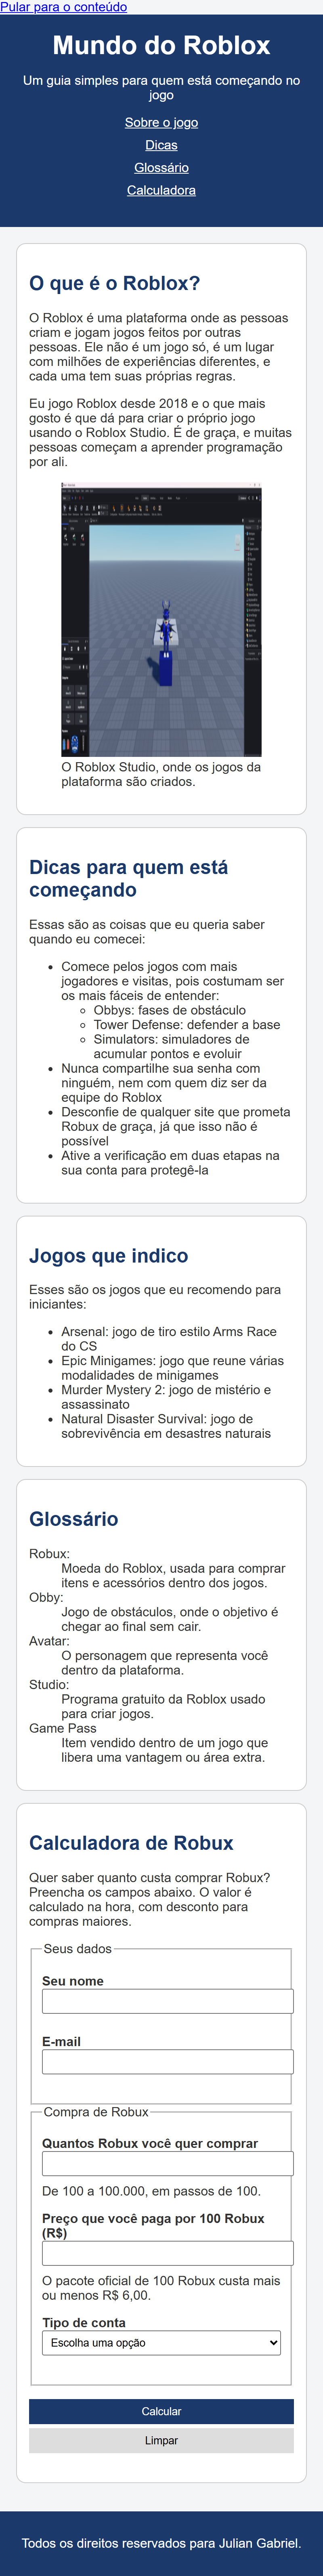 Pular para o conteúdo
Mundo do Roblox
Um guia simples para quem está começando no
jogo
Sobre o jogo
Dicas
Glossário
Calculadora
O que é o Roblox?
O Roblox é uma plataforma onde as pessoas
criam e jogam jogos feitos por outras
pessoas. Ele não é um jogo só, é um lugar
com milhões de experiências diferentes, e
cada uma tem suas próprias regras.
Eu jogo Roblox desde 2018 e o que mais
gosto é que dá para criar o próprio jogo
usando o Roblox Studio. É de graça, e muitas
pessoas começam a aprender programação
por ali.
O Roblox Studio, onde os jogos da
plataforma são criados.
Dicas para quem está
começando
Essas são as coisas que eu queria saber
quando eu comecei:
Comece pelos jogos com mais
jogadores e visitas, pois costumam ser
os mais fáceis de entender:
Obbys: fases de obstáculo
Tower Defense: defender a base
Simulators: simuladores de
acumular pontos e evoluir
Nunca compartilhe sua senha com
ninguém, nem com quem diz ser da
equipe do Roblox
Desconfie de qualquer site que prometa
Robux de graça, já que isso não é
possível
Ative a verificação em duas etapas na
sua conta para protegê-la
Jogos que indico
Esses são os jogos que eu recomendo para
iniciantes:
Arsenal: jogo de tiro estilo Arms Race
do CS
Epic Minigames: jogo que reune várias
modalidades de minigames
Murder Mystery 2: jogo de mistério e
assassinato
Natural Disaster Survival: jogo de
sobrevivência em desastres naturais
Glossário
Robux:
Moeda do Roblox, usada para comprar
itens e acessórios dentro dos jogos.
Obby:
Jogo de obstáculos, onde o objetivo é
chegar ao final sem cair.
Avatar:
O personagem que representa você
dentro da plataforma.
Studio:
Programa gratuito da Roblox usado
para criar jogos.
Game Pass
Item vendido dentro de um jogo que
libera uma vantagem ou área extra.
Calculadora de Robux
Quer saber quanto custa comprar Robux?
Preencha os campos abaixo. O valor é
calculado na hora, com desconto para
compras maiores.
Seus dados
Seu nome
E-mail
Compra de Robux
Quantos Robux você quer comprar
De 100 a 100.000, em passos de 100.
Preço que você paga por 100 Robux
(R$)
O pacote oficial de 100 Robux custa mais
ou menos R$ 6,00.
Tipo de conta
Escolha uma opção
Calcular
Limpar
Todos os direitos reservados para Julian Gabriel.